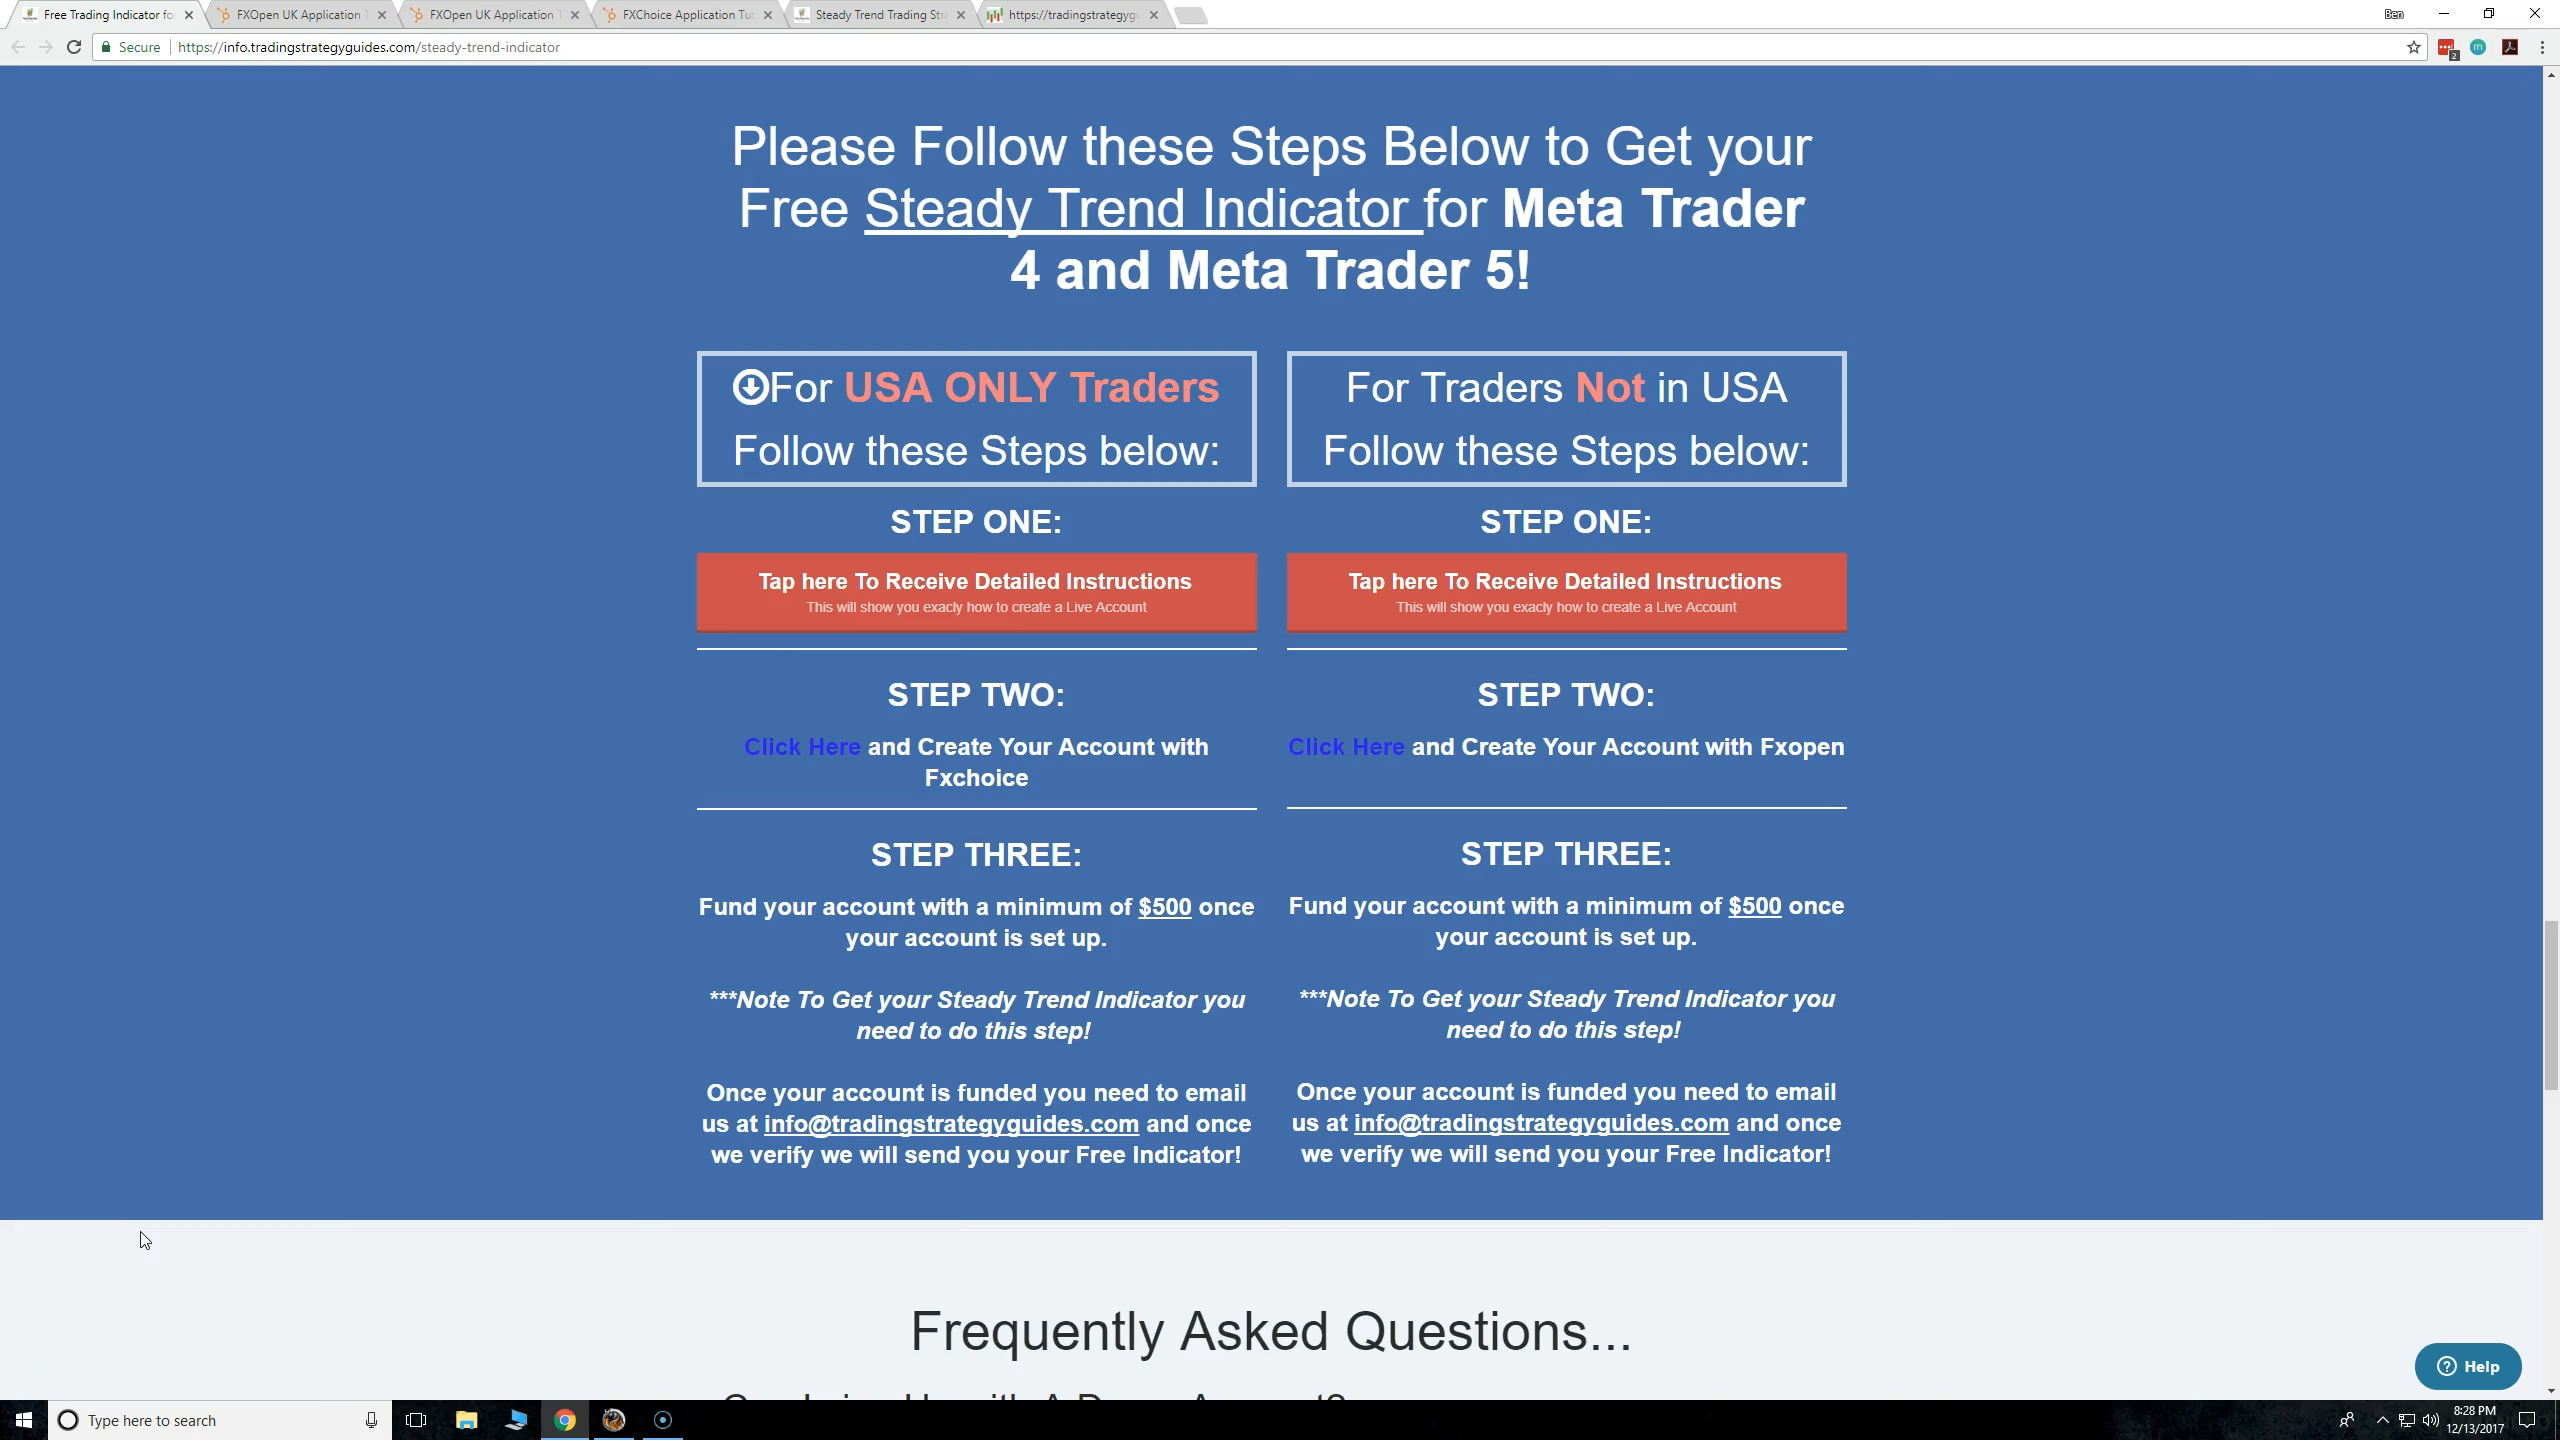 Free Trading Indicator fo
FXOpen UK Application T
FXOpen UK Application T
FXChoice Application Tut
Steady Trend Trading Stra
https://tradingstrategygu
Ben
Secure
https://info.tradingstrategyguides.com/steady-trend-indicator
2
m
Please Follow these Steps Below to Get your
Free Steady Trend Indicator for Meta Trader
4 and Meta Trader 5!
For USA ONLY Traders
Follow these Steps below:
STEP ONE:
Tap here To Receive Detailed Instructions
This will show you exacly how to create a Live Account
STEP TWO:
Click Here and Create Your Account with
Fxchoice
STEP THREE:
Fund your account with a minimum of $500 once
your account is set up.
***Note To Get your Steady Trend Indicator you
need to do this step!
Once your account is funded you need to email
us at info@tradingstrategyguides.com and once
we verify we will send you your Free Indicator!
For Traders Not in USA
Follow these Steps below:
STEP ONE:
Tap here To Receive Detailed Instructions
This will show you exacly how to create a Live Account
STEP TWO:
Click Here and Create Your Account with Fxopen
STEP THREE:
Fund your account with a minimum of $500 once
your account is set up.
***Note To Get your Steady Trend Indicator you
need to do this step!
Once your account is funded you need to email
us at info@tradingstrategyguides.com and once
we verify we will send you your Free Indicator!
Frequently Asked Questions...
Help
Type here to search
8:28 PM
12/13/2017